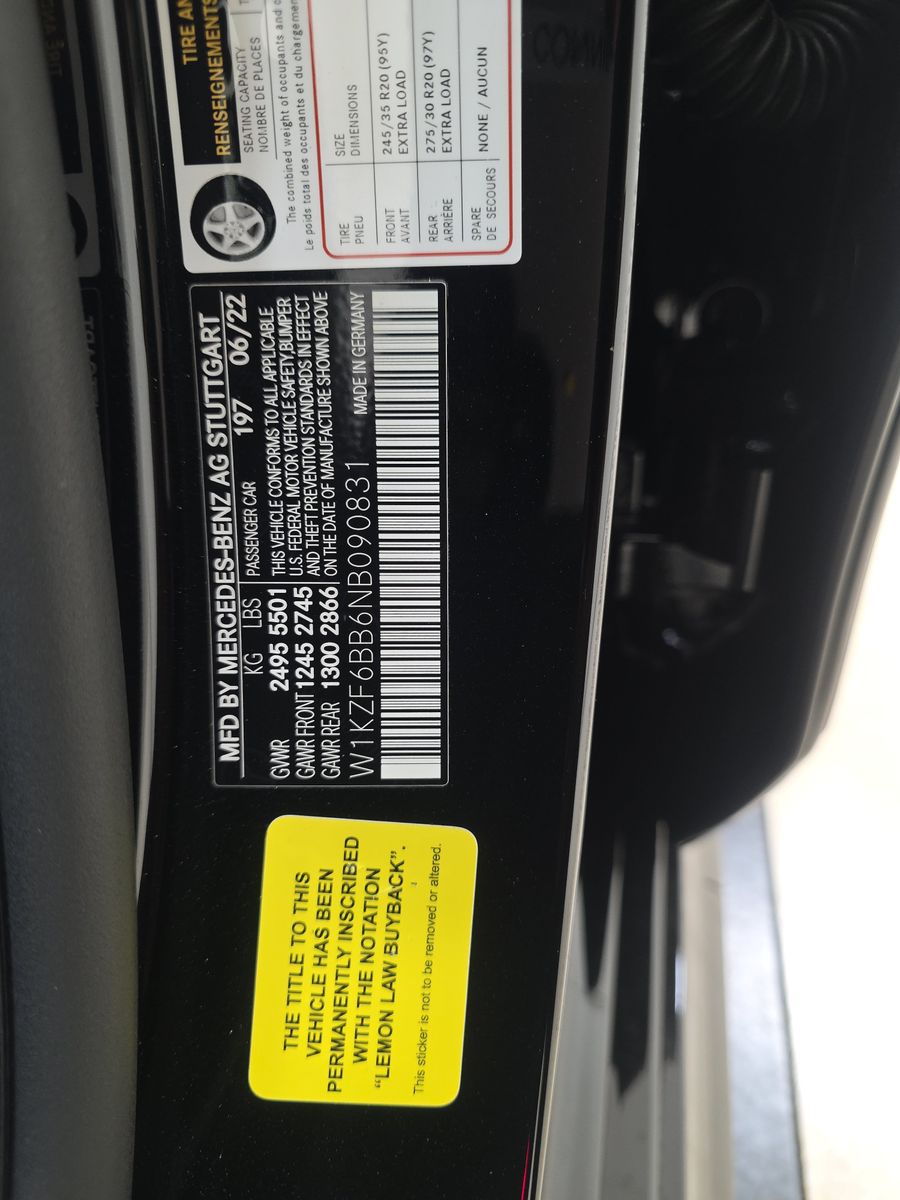 TIRE AN
RENSEIGNEMENTS
SEATING CAPACITY
NOMBRE DE PLACES
The combined weight of occupants and
Le poids total des occupants et du chargement
TIRE SIZE
PNEU DIMENSIONS
FRONT 245/35 R20 (95Y)
AVANT EXTRA LOAD
REAR 275/30 R20 (97Y)
ARRIÈRE EXTRA LOAD
SPARE NONE / AUCUN
DE SECOURS
MFD BY MERCEDES-BENZ AG STUTTGART
KG LBS PASSENGER CAR 197 06/22
GVWR 2495 5501 THIS VEHICLE CONFORMS TO ALL APPLICABLE
GAWR FRONT 1245 2745 U.S. FEDERAL MOTOR VEHICLE SAFETY,BUMPER
GAWR REAR 1300 2866 AND THEFT PREVENTION STANDARDS IN EFFECT
ON THE DATE OF MANUFACTURE SHOWN ABOVE
W1KZF6BB6NB090831 MADE IN GERMANY
THE TITLE TO THIS
VEHICLE HAS BEEN
PERMANENTLY INSCRIBED
WITH THE NOTATION
“LEMON LAW BUYBACK”.
This sticker is not to be removed or altered.